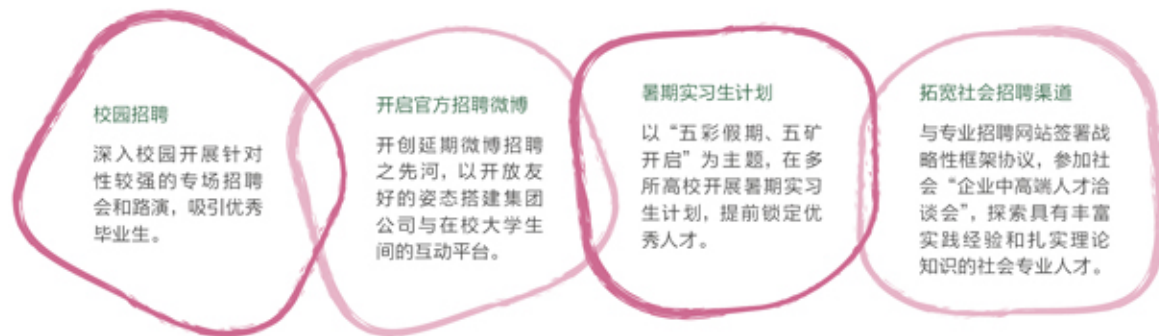 校园招聘
深入校园开展针对
性较强的专场招聘
会和路演，吸引优秀
毕业生。
开启官方招聘微博
开创延期微博招聘
之先河，以开放友
好的姿态搭建集团
公司与在校大学生
间的互动平台。
暑期实习生计划
以“五彩假期、五矿
开启”为主题，在多
所高校开展暑期实习
生计划，提前锁定优
秀人才。
拓宽社会招聘渠道
与专业招聘网站签署战
略性框架协议，参加社
会“企业中高端人才洽
谈会”，探索具有丰富
实践经验和扎实理论
知识的社会专业人才。